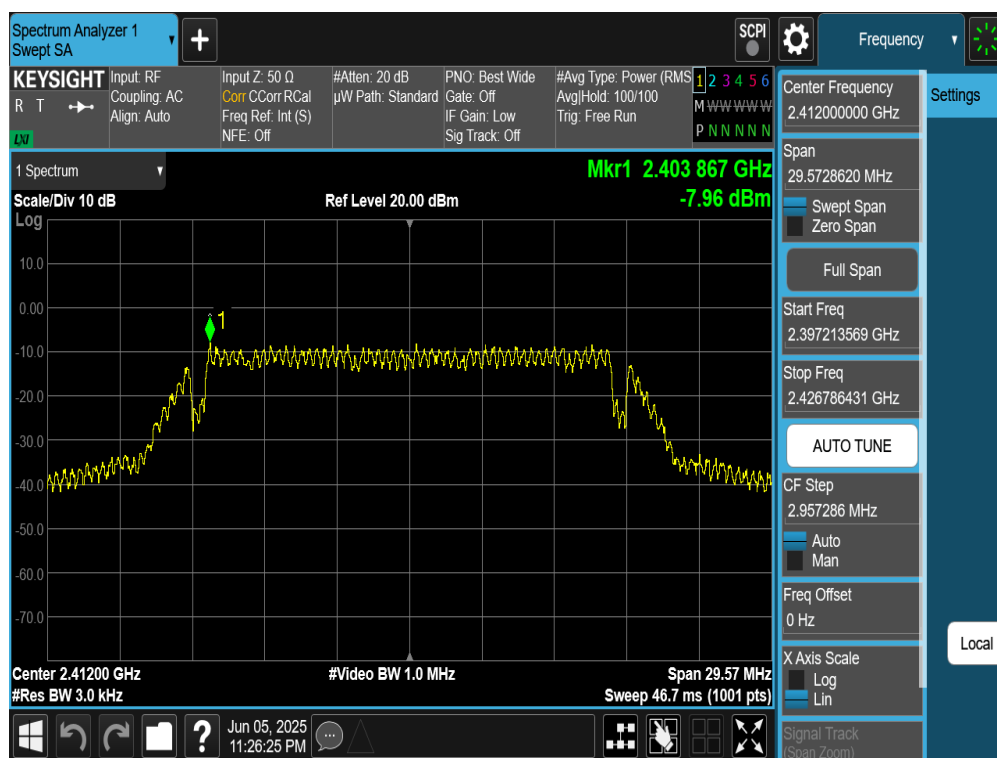 Spectrum Analyzer 1
Swept SA
+
SCPI
Frequency
KEYSIGHT
R T
LXI
Input: RF
Coupling: AC
Align: Auto
Input Z: 50 Ω
Corr CCorr RCal
Freq Ref: Int (S)
NFE: Off
#Atten: 20 dB
µW Path: Standard
PNO: Best Wide
Gate: Off
IF Gain: Low
Sig Track: Off
#Avg Type: Power (RMS
Avg|Hold: 100/100
Trig: Free Run
1 2 3 4 5 6
M W W W W W
P N N N N N
1 Spectrum
Mkr1 2.403 867 GHz
-7.96 dBm
Scale/Div 10 dB
Ref Level 20.00 dBm
Log
10.0
0.00
-10.0
-20.0
-30.0
-40.0
-50.0
-60.0
-70.0
1
Center 2.41200 GHz
#Video BW 1.0 MHz
Span 29.57 MHz
#Res BW 3.0 kHz
Sweep 46.7 ms (1001 pts)
Center Frequency
2.412000000 GHz
Span
29.5728620 MHz
Swept Span
Zero Span
Full Span
Start Freq
2.397213569 GHz
Stop Freq
2.426786431 GHz
AUTO TUNE
CF Step
2.957286 MHz
Auto
Man
Freq Offset
0 Hz
X Axis Scale
Log
Lin
Signal Track
(Span Zoom)
Settings
Local
?
Jun 05, 2025
11:26:25 PM